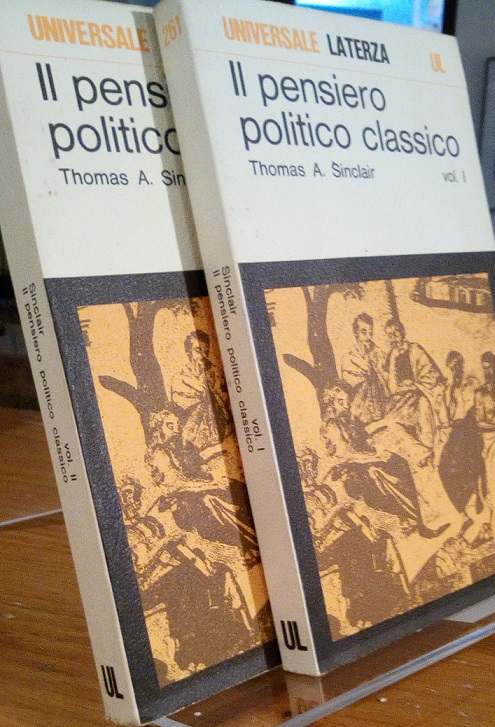 UNIVERSALE
Il pens
politico
Thomas A. Sin
Sinclair
Il pensiero politico classico
vol. II
UL
261
UNIVERSALE LATERZA
UL
Il pensiero
politico classico
Thomas A. Sinclair
vol. I
Sinclair
Il pensiero politico classico
vol. I
UL